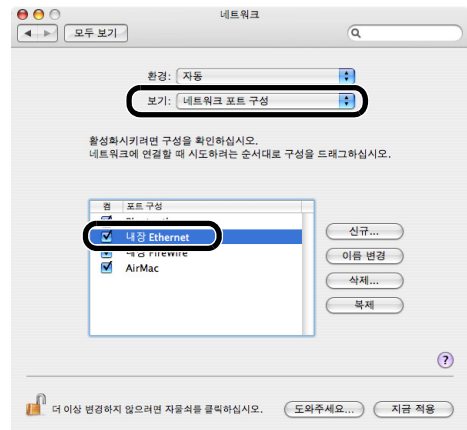 네트워크
모두 보기
환경: 자동
보기: 네트워크 포트 구성
활성화시키려면 구성을 확인하십시오.
네트워크에 연결할 때 시도하려는 순서대로 구성을 드래그하십시오.
켬 포트 구성
내장 Ethernet
내장 FireWire
AirMac
신규...
이름 변경
삭제...
복제
?
더 이상 변경하지 않으려면 자물쇠를 클릭하십시오.
도와주세요...
지금 적용